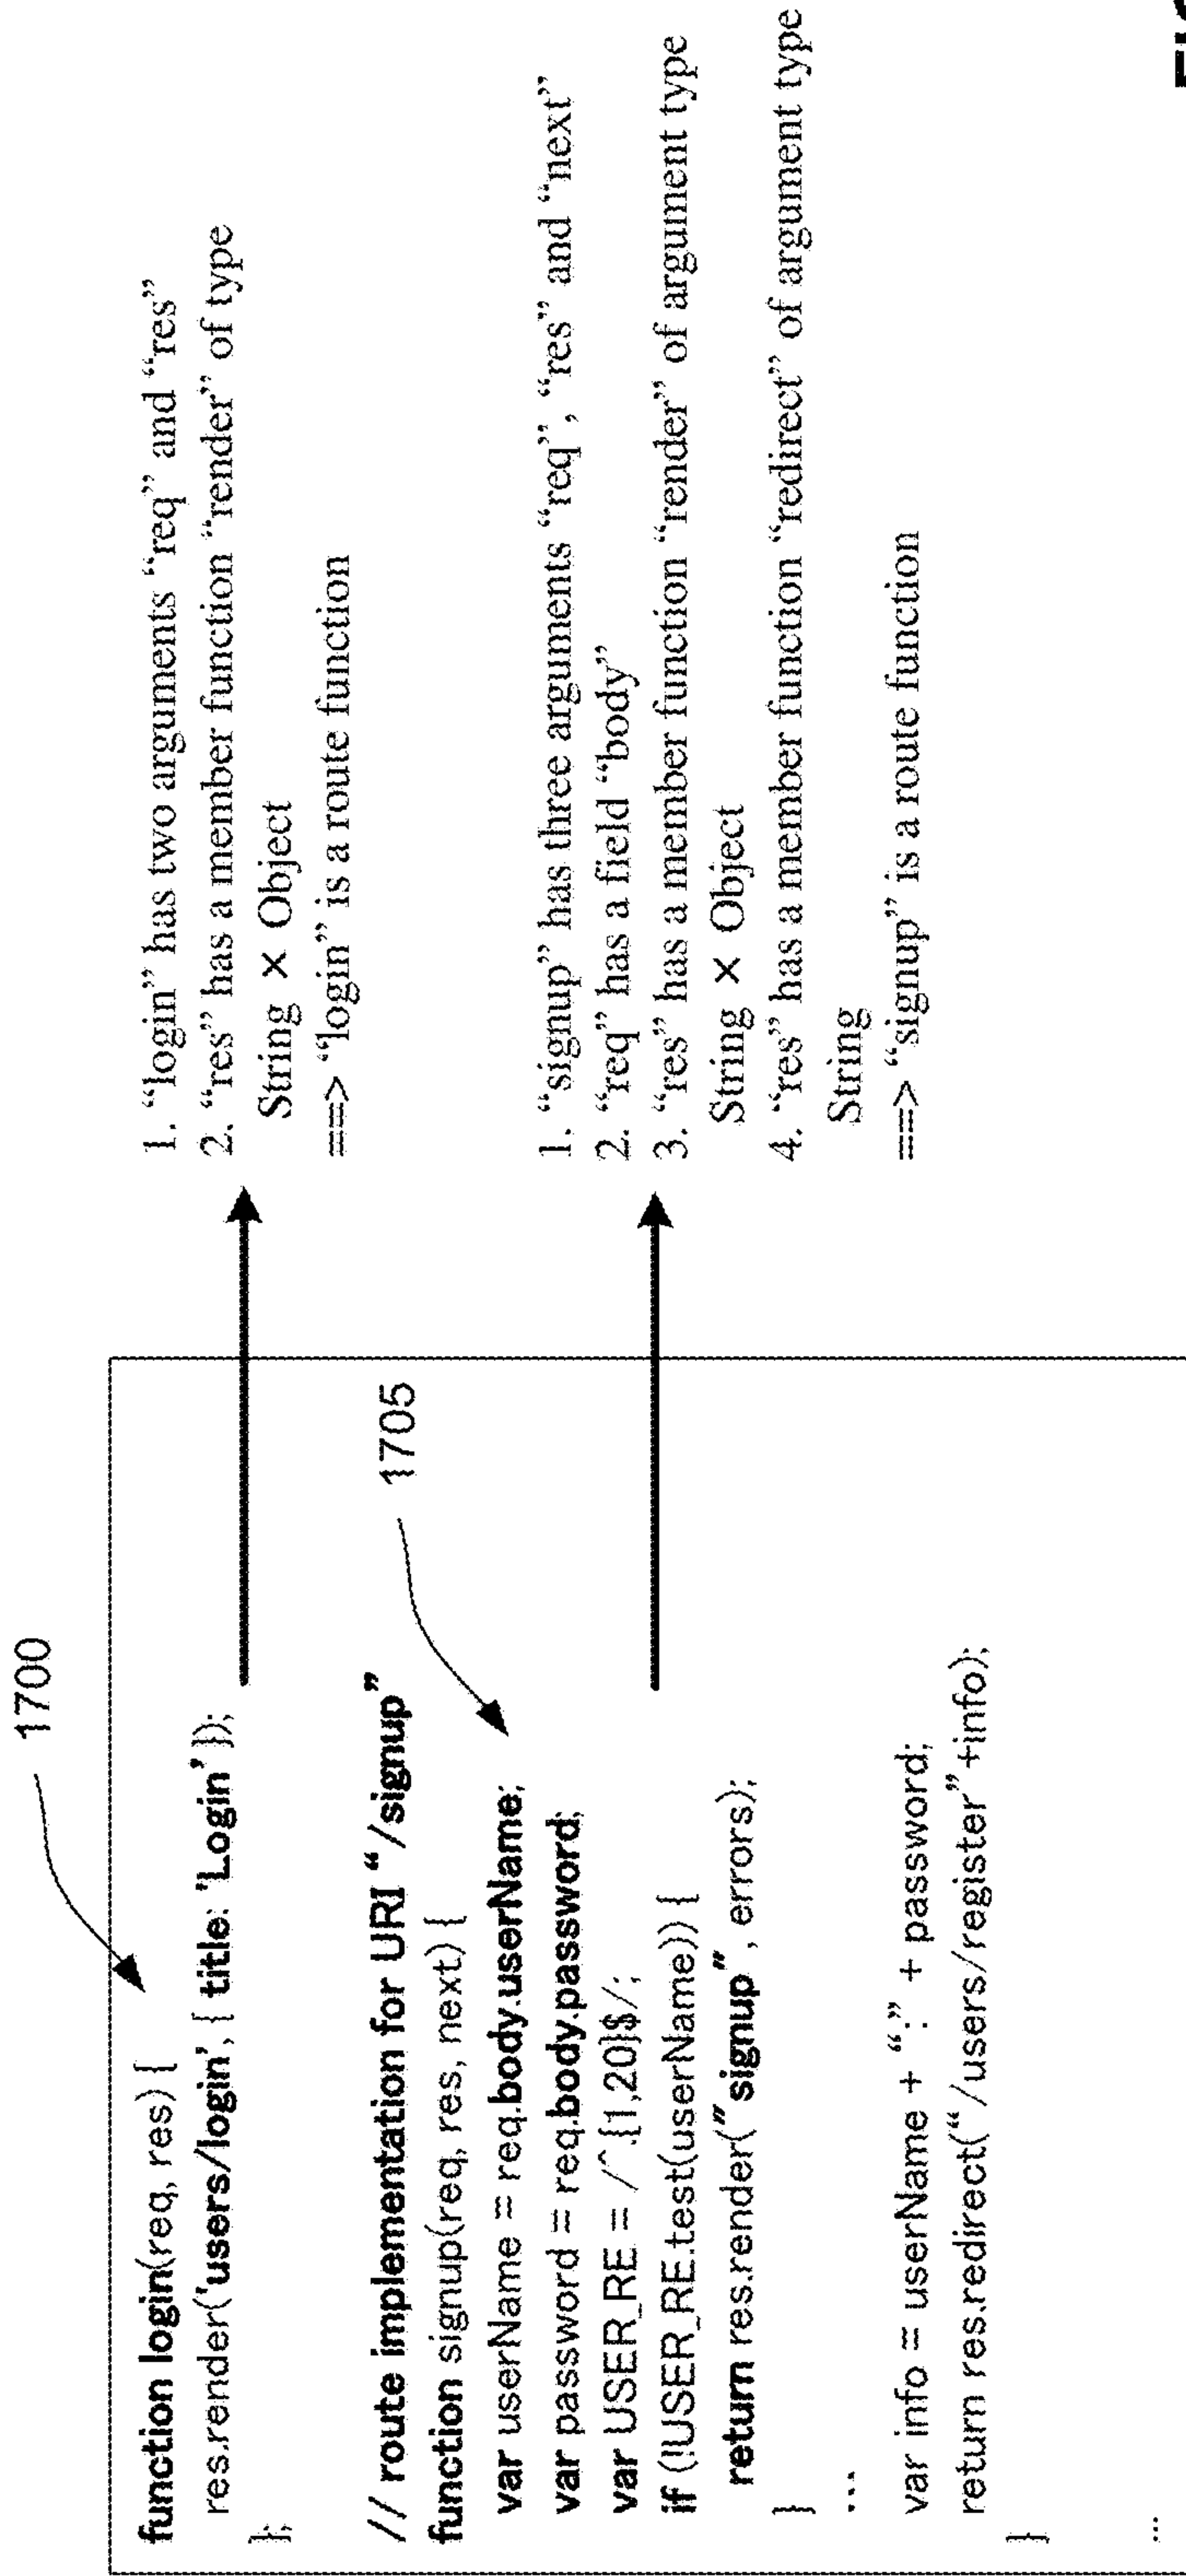 1700
function login(req, res) {
res.render('users/login', { title: 'Login' });
};
1705
// route implementation for URI “/signup”
function signup(req, res, next) {
var userName = req.body.userName;
var password = req.body.password;
var USER_RE = /^.{1,20}$/;
if (!USER_RE.test(userName)) {
return res.render("signup", errors);
}
...
var info = userName + “:” + password;
return res.redirect(“/users/register”+info);
}
...
1. “login” has two arguments “req” and “res”
2. “res” has a member function “render” of type
String × Object
==> “login” is a route function
1. “signup” has three arguments “req”, “res” and “next”
2. “req” has a field “body”
3. “res” has a member function “render” of argument type
String × Object
4. “res” has a member function “redirect” of argument type
String
==> “signup” is a route function